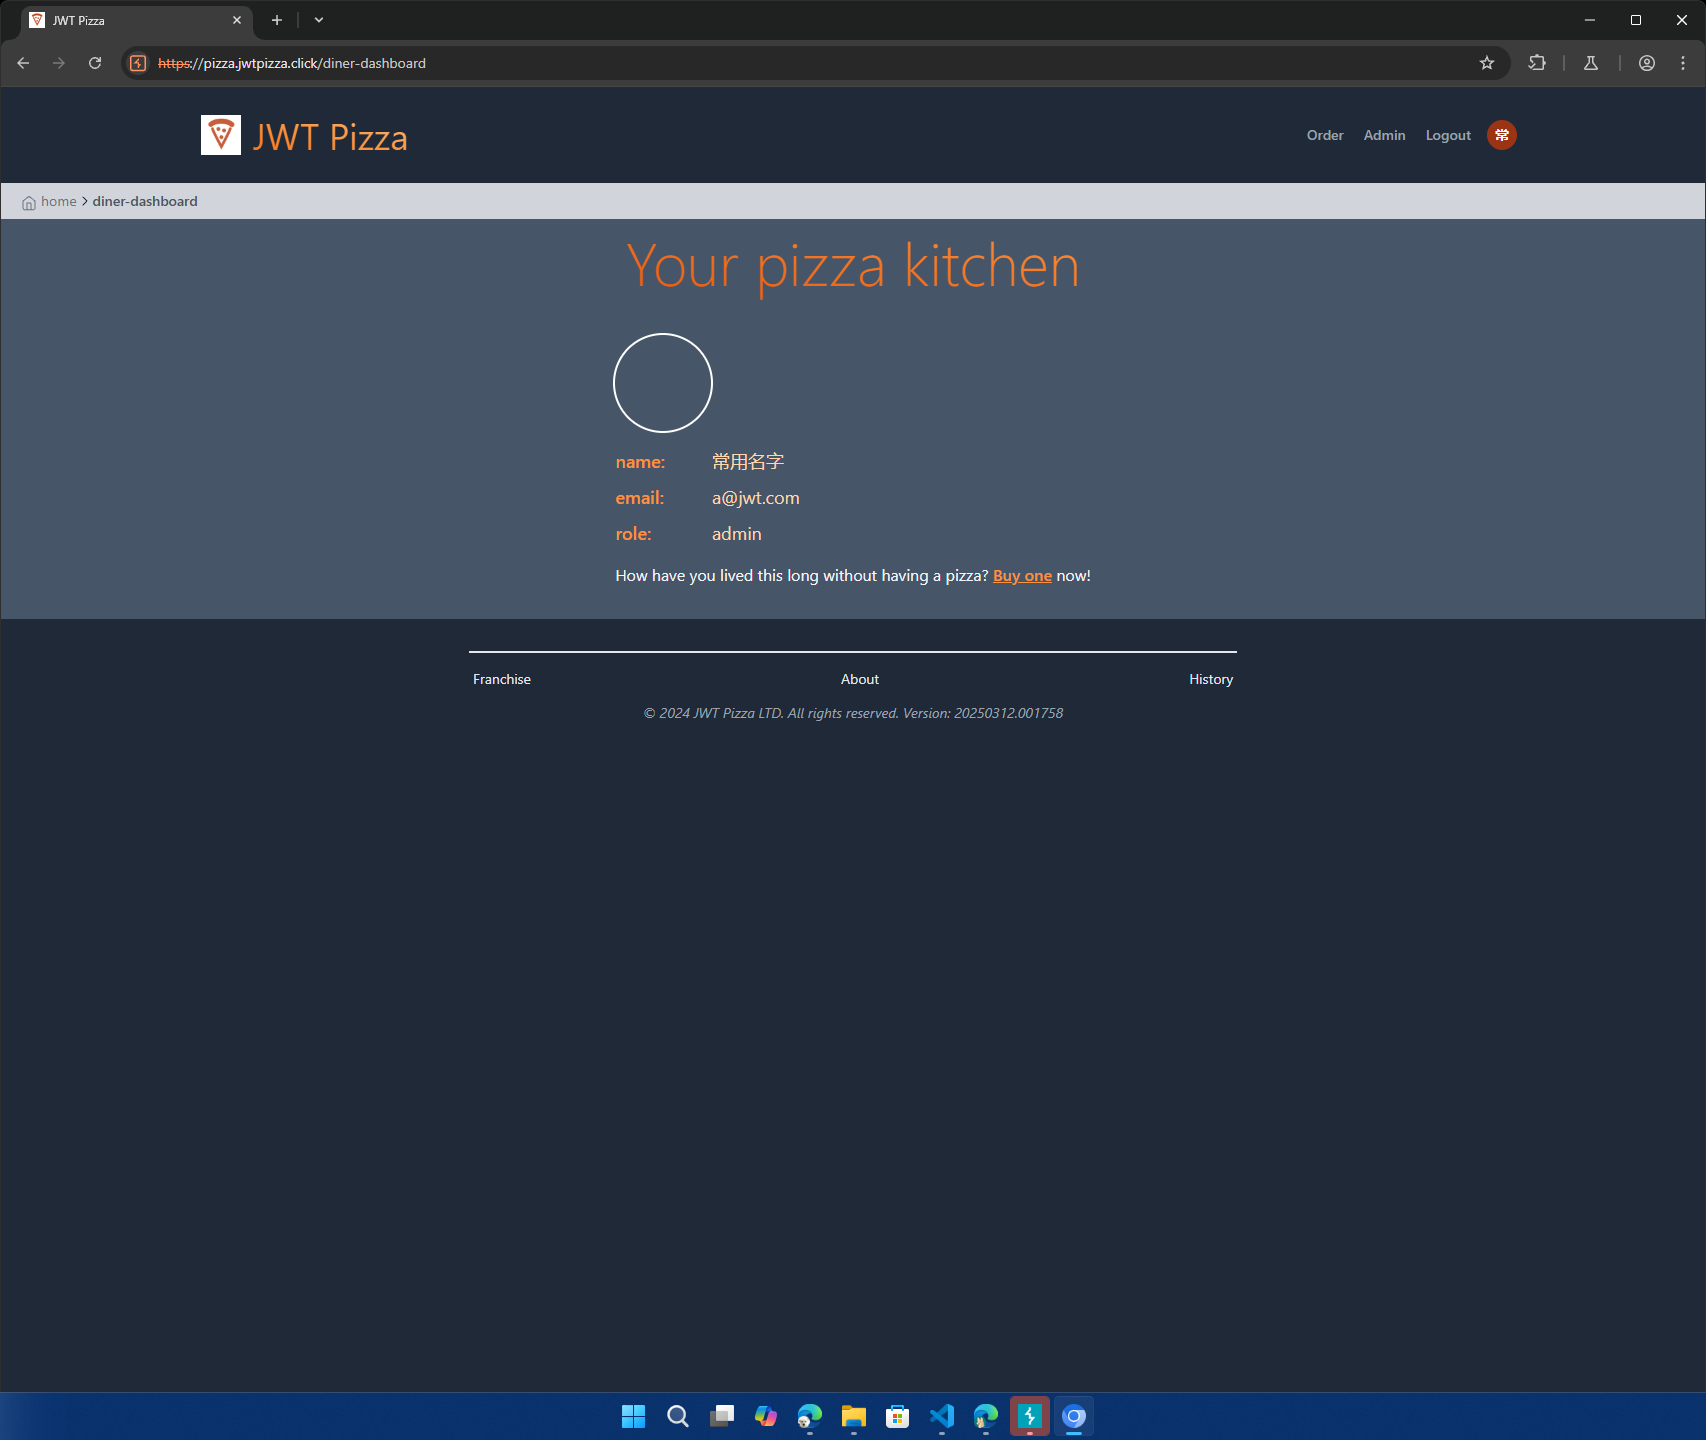 JWT Pizza
https://pizza.jwtpizza.click/diner-dashboard
JWT Pizza
Order Admin Logout 常
home > diner-dashboard
Your pizza kitchen
name: 常用名字
email: a@jwt.com
role: admin
How have you lived this long without having a pizza? Buy one now!
Franchise About History
© 2024 JWT Pizza LTD. All rights reserved. Version: 20250312.001758